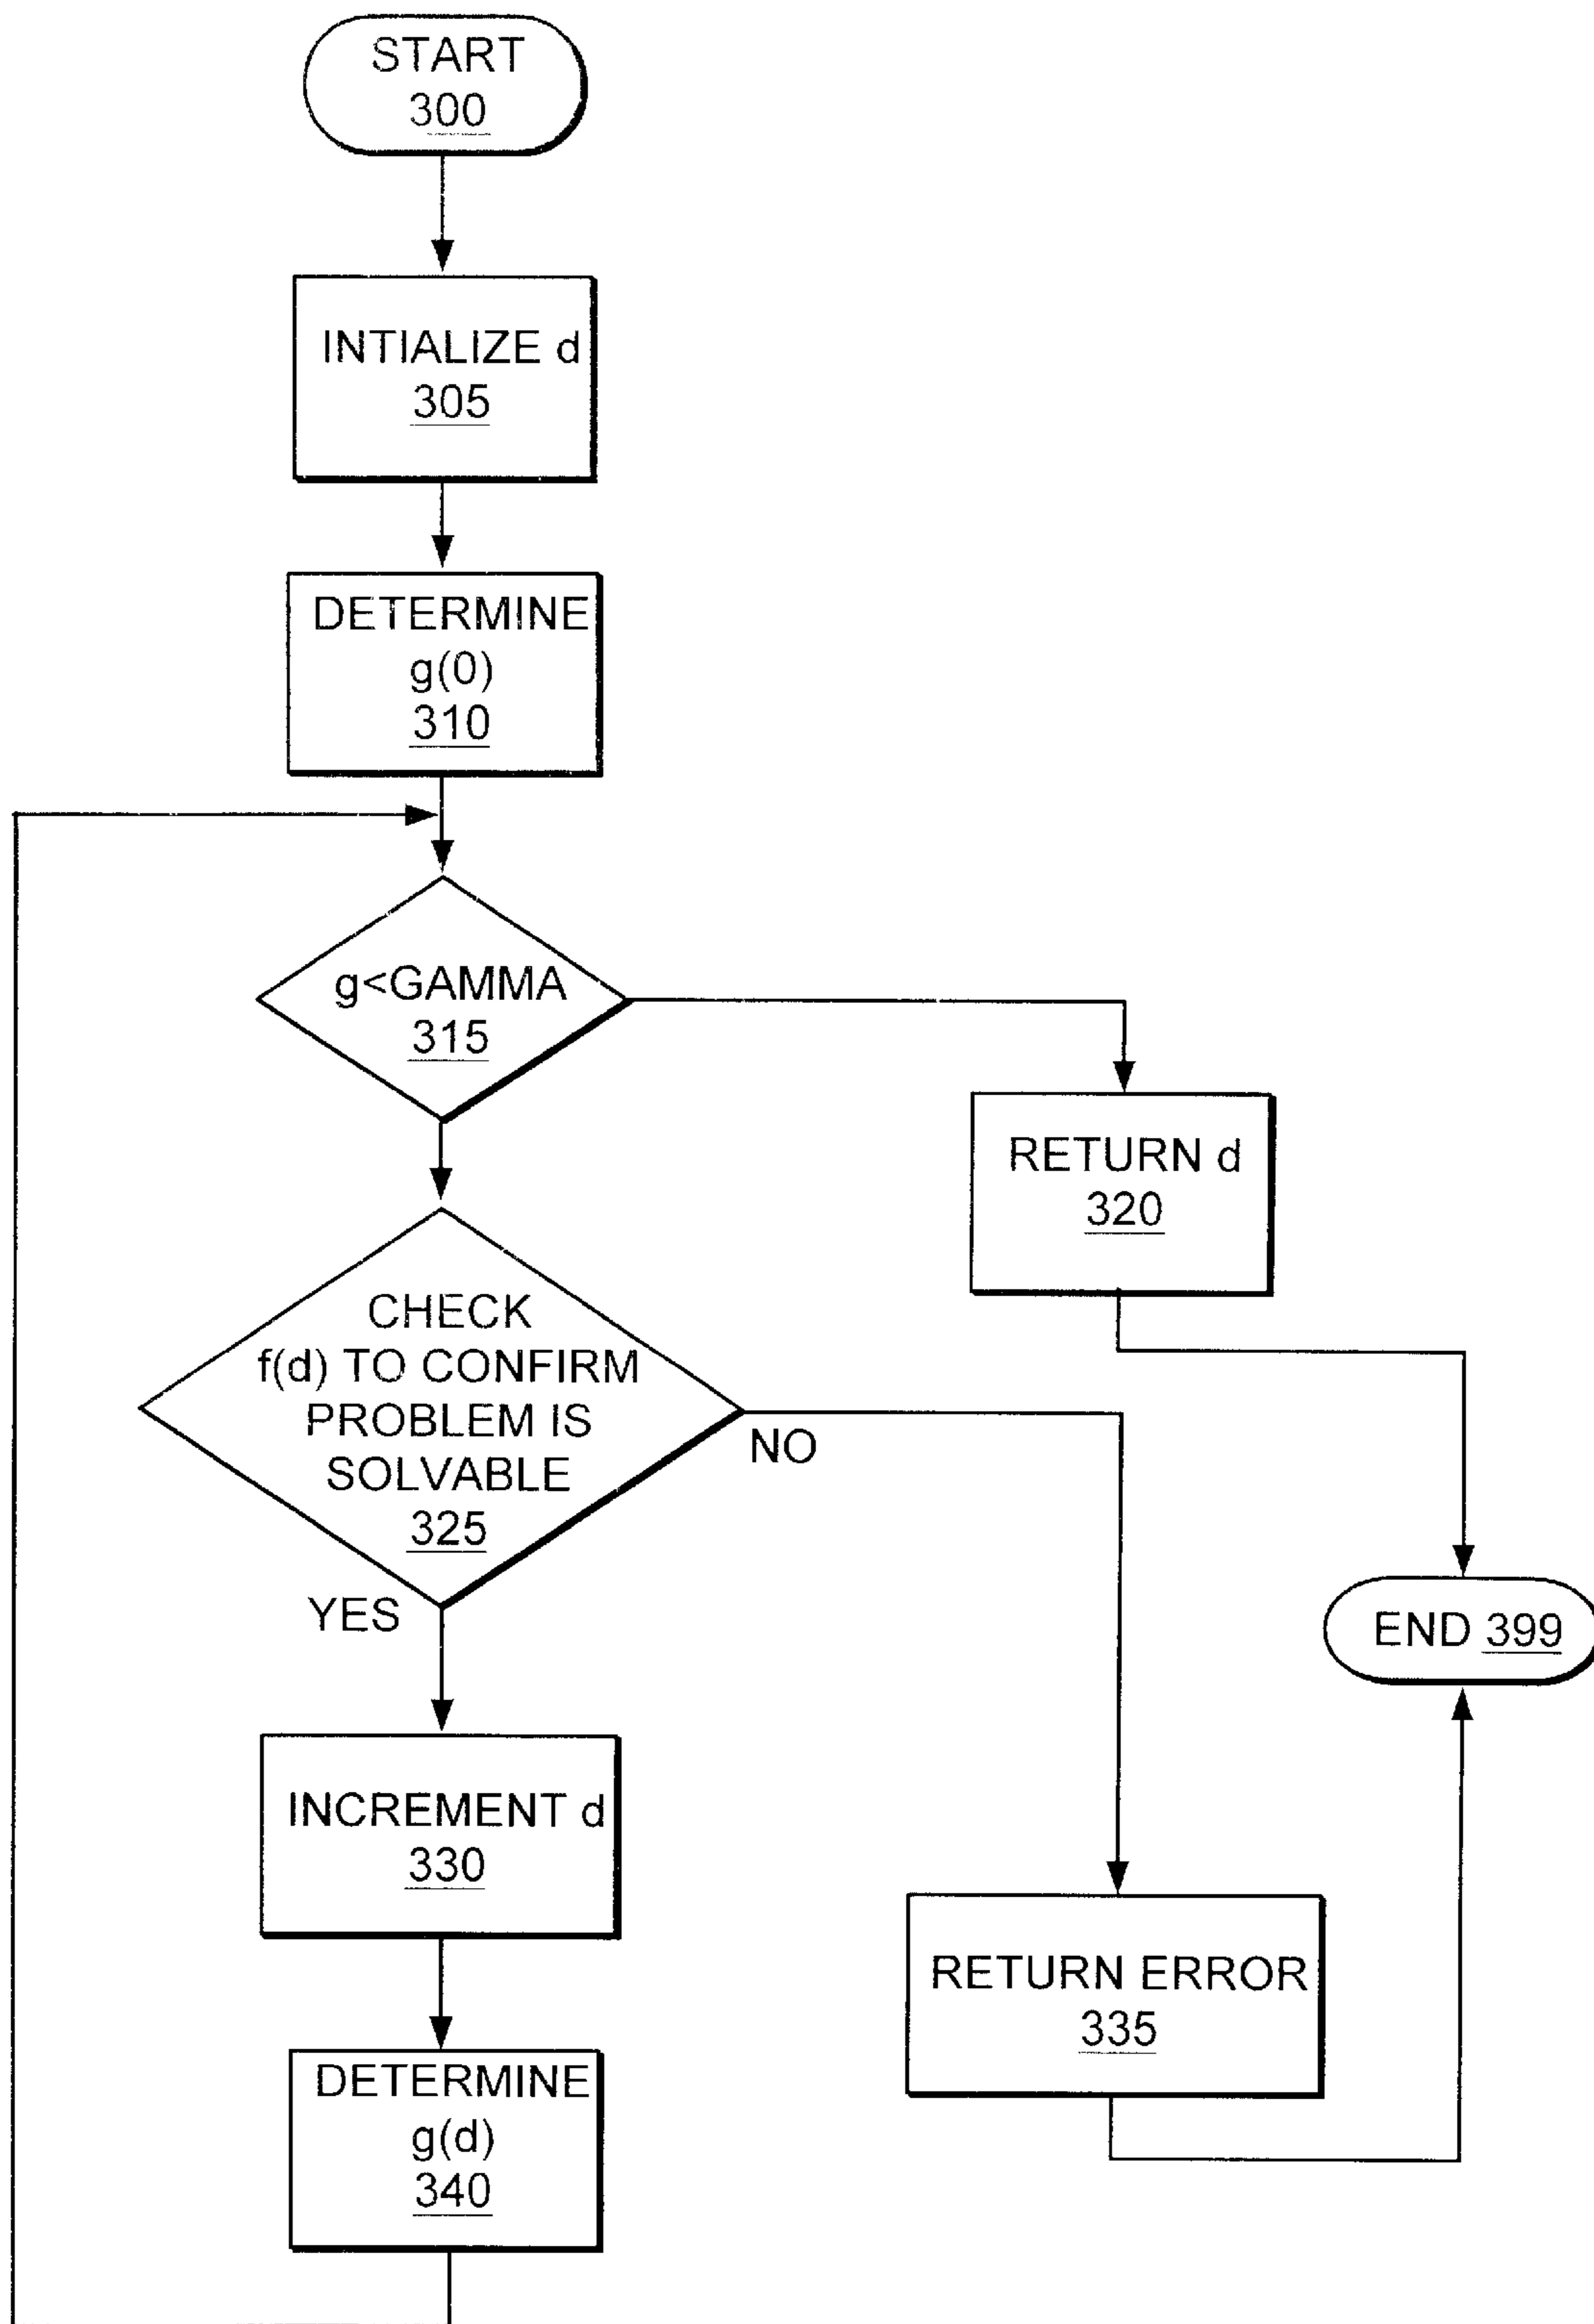 START
300
INTIALIZE d
305
DETERMINE
g(0)
310
g<GAMMA
315
RETURN d
320
CHECK
f(d) TO CONFIRM
PROBLEM IS
SOLVABLE
325
NO
YES
END 399
INCREMENT d
330
RETURN ERROR
335
DETERMINE
g(d)
340